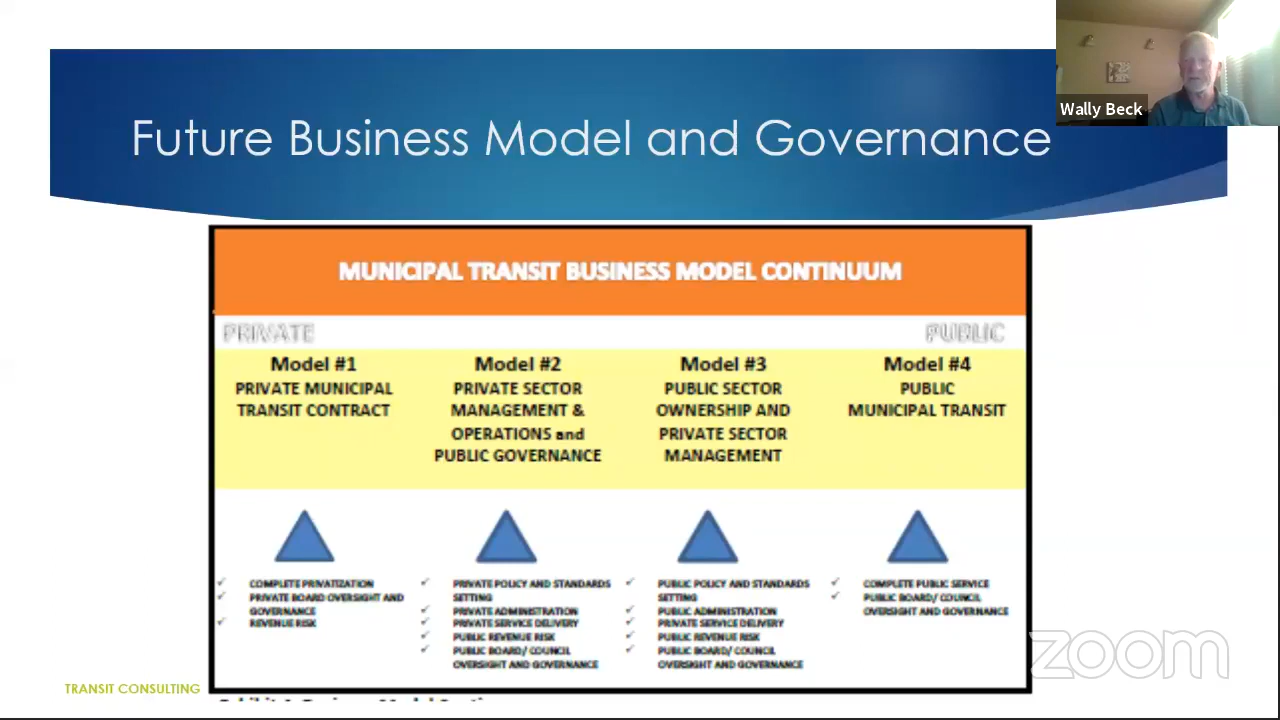 Wally Beck
Future Business Model and Governance
MUNICIPAL TRANSIT BUSINESS MODEL CONTINUUM
PRIVATE
PUBLIC
Model #1
PRIVATE MUNICIPAL
TRANSIT CONTRACT
Model #2
PRIVATE SECTOR
MANAGEMENT &
OPERATIONS and
PUBLIC GOVERNANCE
Model #3
PUBLIC SECTOR
OWNERSHIP AND
PRIVATE SECTOR
MANAGEMENT
Model #4
PUBLIC
MUNICIPAL TRANSIT
✓ COMPLETE PRIVATIZATION
✓ PRIVATE BOARD OVERSIGHT AND
GOVERNANCE
✓ REVENUE RISK
✓ PRIVATE POLICY AND STANDARDS
SETTING
✓ PRIVATE ADMINISTRATION
✓ PRIVATE SERVICE DELIVERY
✓ PUBLIC REVENUE RISK
✓ PUBLIC BOARD/ COUNCIL
OVERSIGHT AND GOVERNANCE
✓ PUBLIC POLICY AND STANDARDS
SETTING
✓ PUBLIC ADMINISTRATION
✓ PRIVATE SERVICE DELIVERY
✓ PUBLIC REVENUE RISK
✓ PUBLIC BOARD/ COUNCIL
OVERSIGHT AND GOVERNANCE
✓ COMPLETE PUBLIC SERVICE
✓ PUBLIC BOARD/ COUNCIL
OVERSIGHT AND GOVERNANCE
TRANSIT CONSULTING
zoom